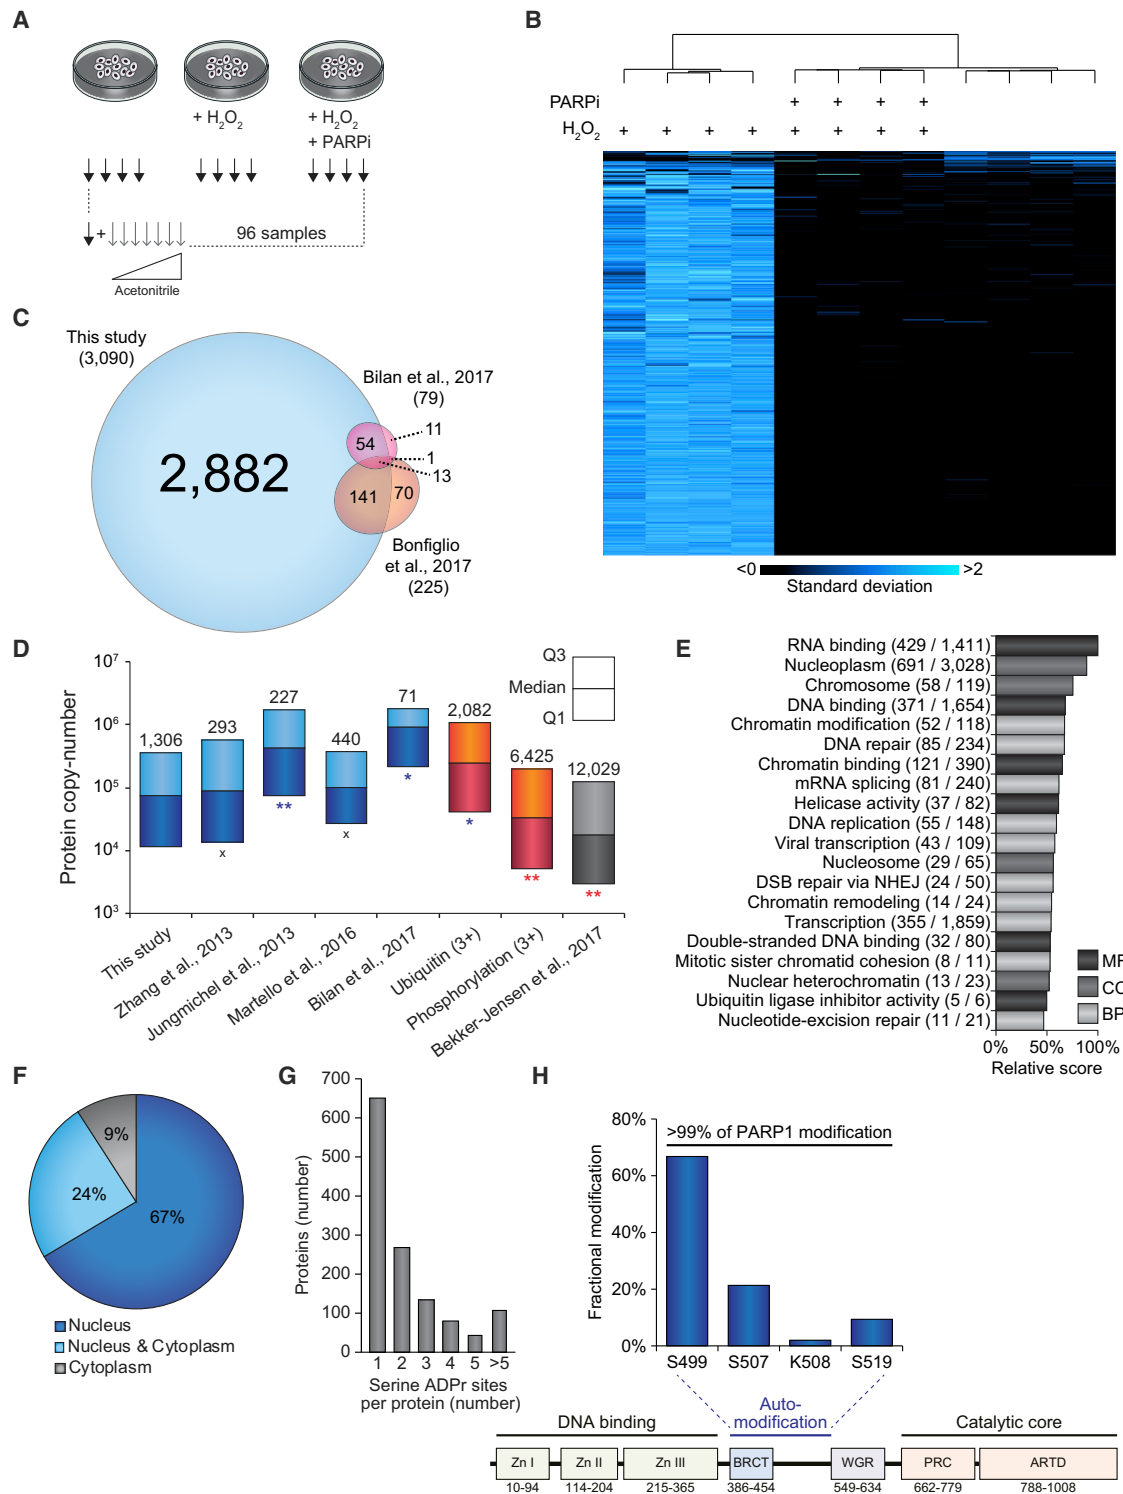 A
+ H2O2
+ H2O2
+ PARPi
+
96 samples
Acetonitrile
B
PARPi + + + +
H2O2 + + + + + + + +
<0 >2
Standard deviation
C
This study
(3,090)
Bilan et al., 2017
(79)
11
54
1
13
2,882
141
70
Bonfiglio
et al., 2017
(225)
D
Protein copy-number
10^7
10^6
10^5
10^4
10^3
Q3
Median
Q1
1,306
293
227
440
71
2,082
6,425
12,029
x
**
x
*
*
**
**
This study
Zhang et al., 2013
Jungmichel et al., 2013
Martello et al., 2016
Bilan et al., 2017
Ubiquitin (3+)
Phosphorylation (3+)
Bekker-Jensen et al., 2017
E
RNA binding (429 / 1,411)
Nucleoplasm (691 / 3,028)
Chromosome (58 / 119)
DNA binding (371 / 1,654)
Chromatin modification (52 / 118)
DNA repair (85 / 234)
Chromatin binding (121 / 390)
mRNA splicing (81 / 240)
Helicase activity (37 / 82)
DNA replication (55 / 148)
Viral transcription (43 / 109)
Nucleosome (29 / 65)
DSB repair via NHEJ (24 / 50)
Chromatin remodeling (14 / 24)
Transcription (355 / 1,859)
Double-stranded DNA binding (32 / 80)
Mitotic sister chromatid cohesion (8 / 11)
Nuclear heterochromatin (13 / 23)
Ubiquitin ligase inhibitor activity (5 / 6)
Nucleotide-excision repair (11 / 21)
CC
BP
0% 50% 100%
Relative score
F
9%
24%
67%
Nucleus
Nucleus & Cytoplasm
Cytoplasm
G
Proteins (number)
700
600
500
400
300
200
100
0
1 2 3 4 5 >5
Serine ADPr sites
per protein (number)
H
Fractional modification
80%
60%
40%
20%
0%
>99% of PARP1 modification
S499 S507 K508 S519
Auto-
modification
DNA binding
Catalytic core
Zn I Zn II Zn III BRCT WGR PRC ARTD
10-94 114-204 215-365 386-454 549-634 662-779 788-1008